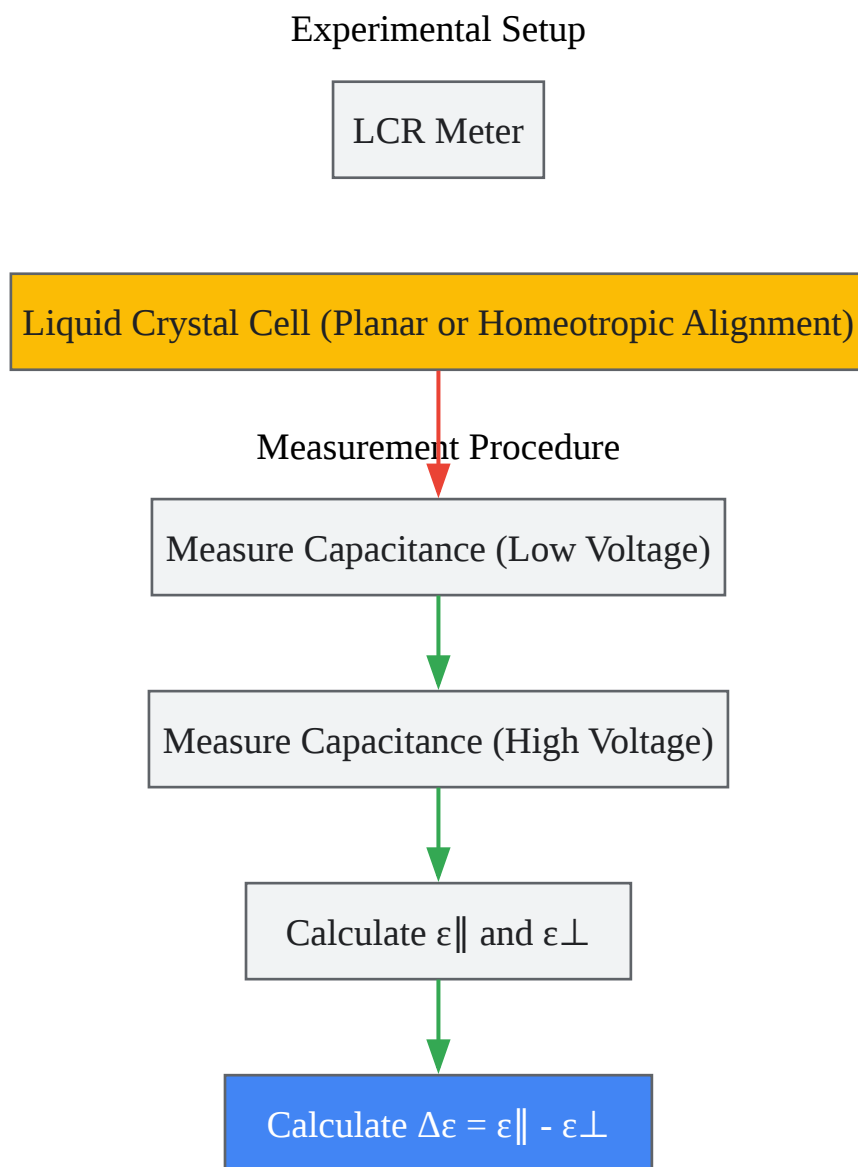 Experimental Setup
LCR Meter
Liquid Crystal Cell (Planar or Homeotropic Alignment)
Measurement Procedure
Measure Capacitance (Low Voltage)
Measure Capacitance (High Voltage)
Calculate ε∥ and ε⊥
Calculate Δε = ε∥ - ε⊥